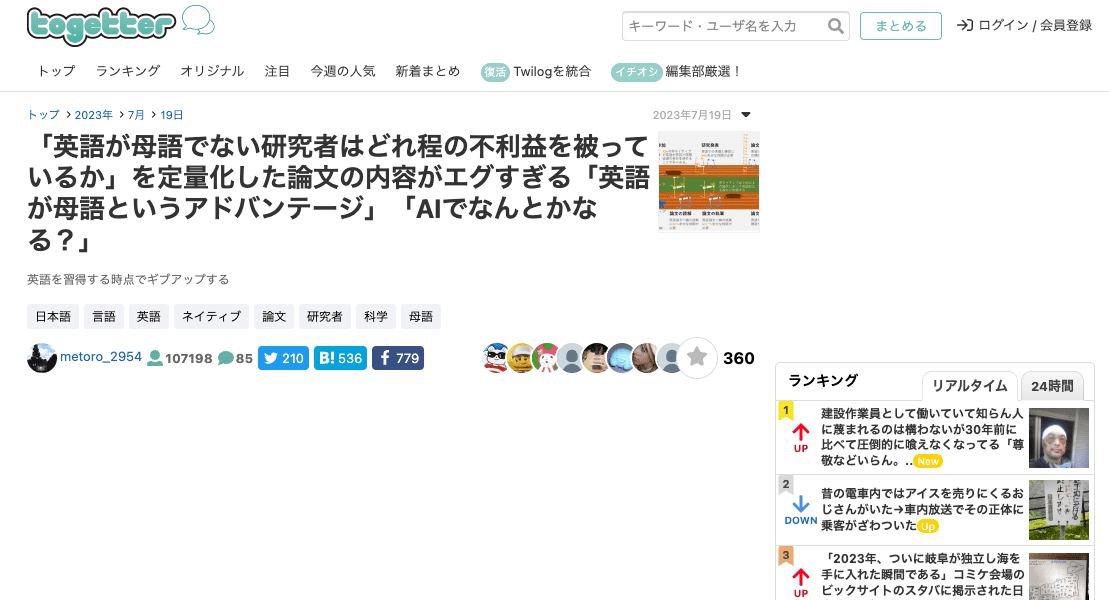 togetter
キーワード・ユーザ名を入力
まとめる
ログイン / 会員登録
トップ ランキング オリジナル 注目 今週の人気 新着まとめ 復活 Twilogを統合 イチオシ 編集部厳選！
トップ 2023年 7月 19日
2023年7月19日
「英語が母語でない研究者はどれ程の不利益を被って
いるか」を定量化した論文の内容がエグすぎる「英語
が母語というアドバンテージ」「AIでなんとかな
る？」
英語を習得する時点でギブアップする
日本語 言語 英語 ネイティブ 論文 研究者 科学 母語
metoro_2954 107198 85 210 B! 536 779
360
ランキング
リアルタイム
24時間
1
UP
建設作業員として働いていて知らん人
に蔑まれるのは構わないが30年前に
比べて圧倒的に喰えなくなってる「尊
敬などいらん。.. New
2
DOWN
昔の電車内ではアイスを売りにくるお
じさんがいた→車内放送でその正体に
乗客がざわついた Up
3
UP
「2023年、ついに岐阜が独立し海を
手に入れた瞬間である」コミケ会場の
ビックサイトのスタバに掲示された日